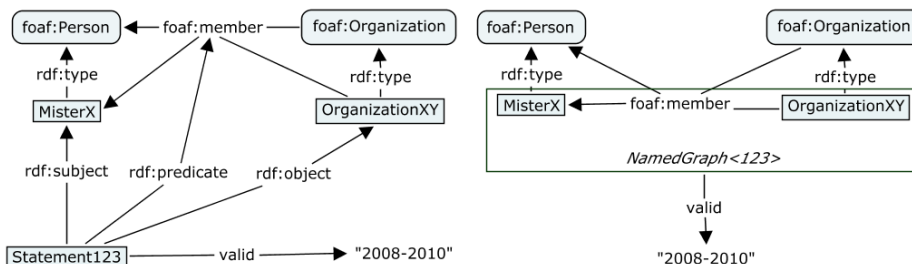 foaf:Person foaf:member foaf:Organization
rdf:type rdf:type
MisterX OrganizationXY
rdf:subject rdf:predicate rdf:object
Statement123 valid "2008-2010"
foaf:Person foaf:Organization
rdf:type rdf:type
MisterX foaf:member OrganizationXY
NamedGraph<123>
valid
"2008-2010"